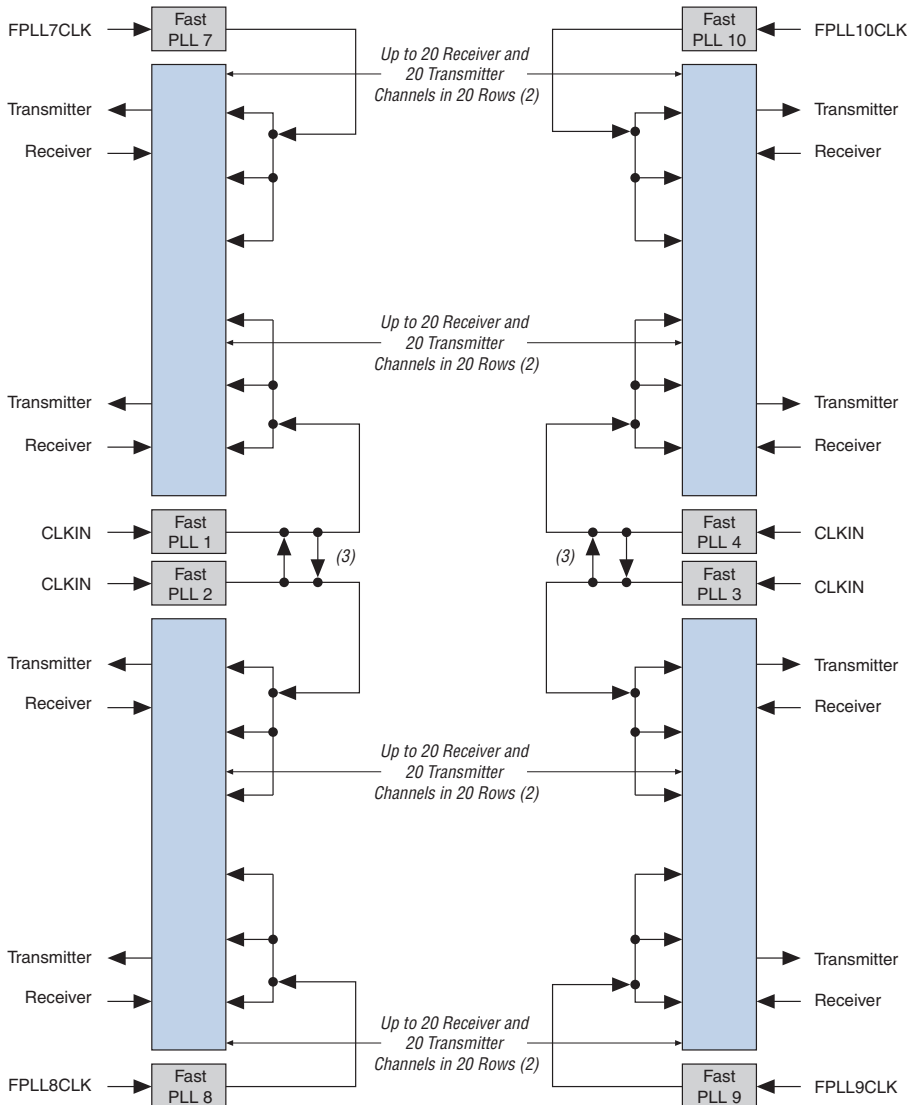 FPLL7CLK
Fast
PLL 7
Fast
PLL 10
FPLL10CLK
Up to 20 Receiver and
20 Transmitter
Channels in 20 Rows (2)
Transmitter
Receiver
Transmitter
Receiver
Up to 20 Receiver and
20 Transmitter
Channels in 20 Rows (2)
Transmitter
Receiver
Transmitter
Receiver
CLKIN
Fast
PLL 1
(3)
CLKIN
Fast
PLL 2
Fast
PLL 4
CLKIN
(3)
Fast
PLL 3
CLKIN
Transmitter
Receiver
Transmitter
Receiver
Up to 20 Receiver and
20 Transmitter
Channels in 20 Rows (2)
Transmitter
Receiver
Transmitter
Receiver
Up to 20 Receiver and
20 Transmitter
Channels in 20 Rows (2)
FPLL8CLK
Fast
PLL 8
Fast
PLL 9
FPLL9CLK